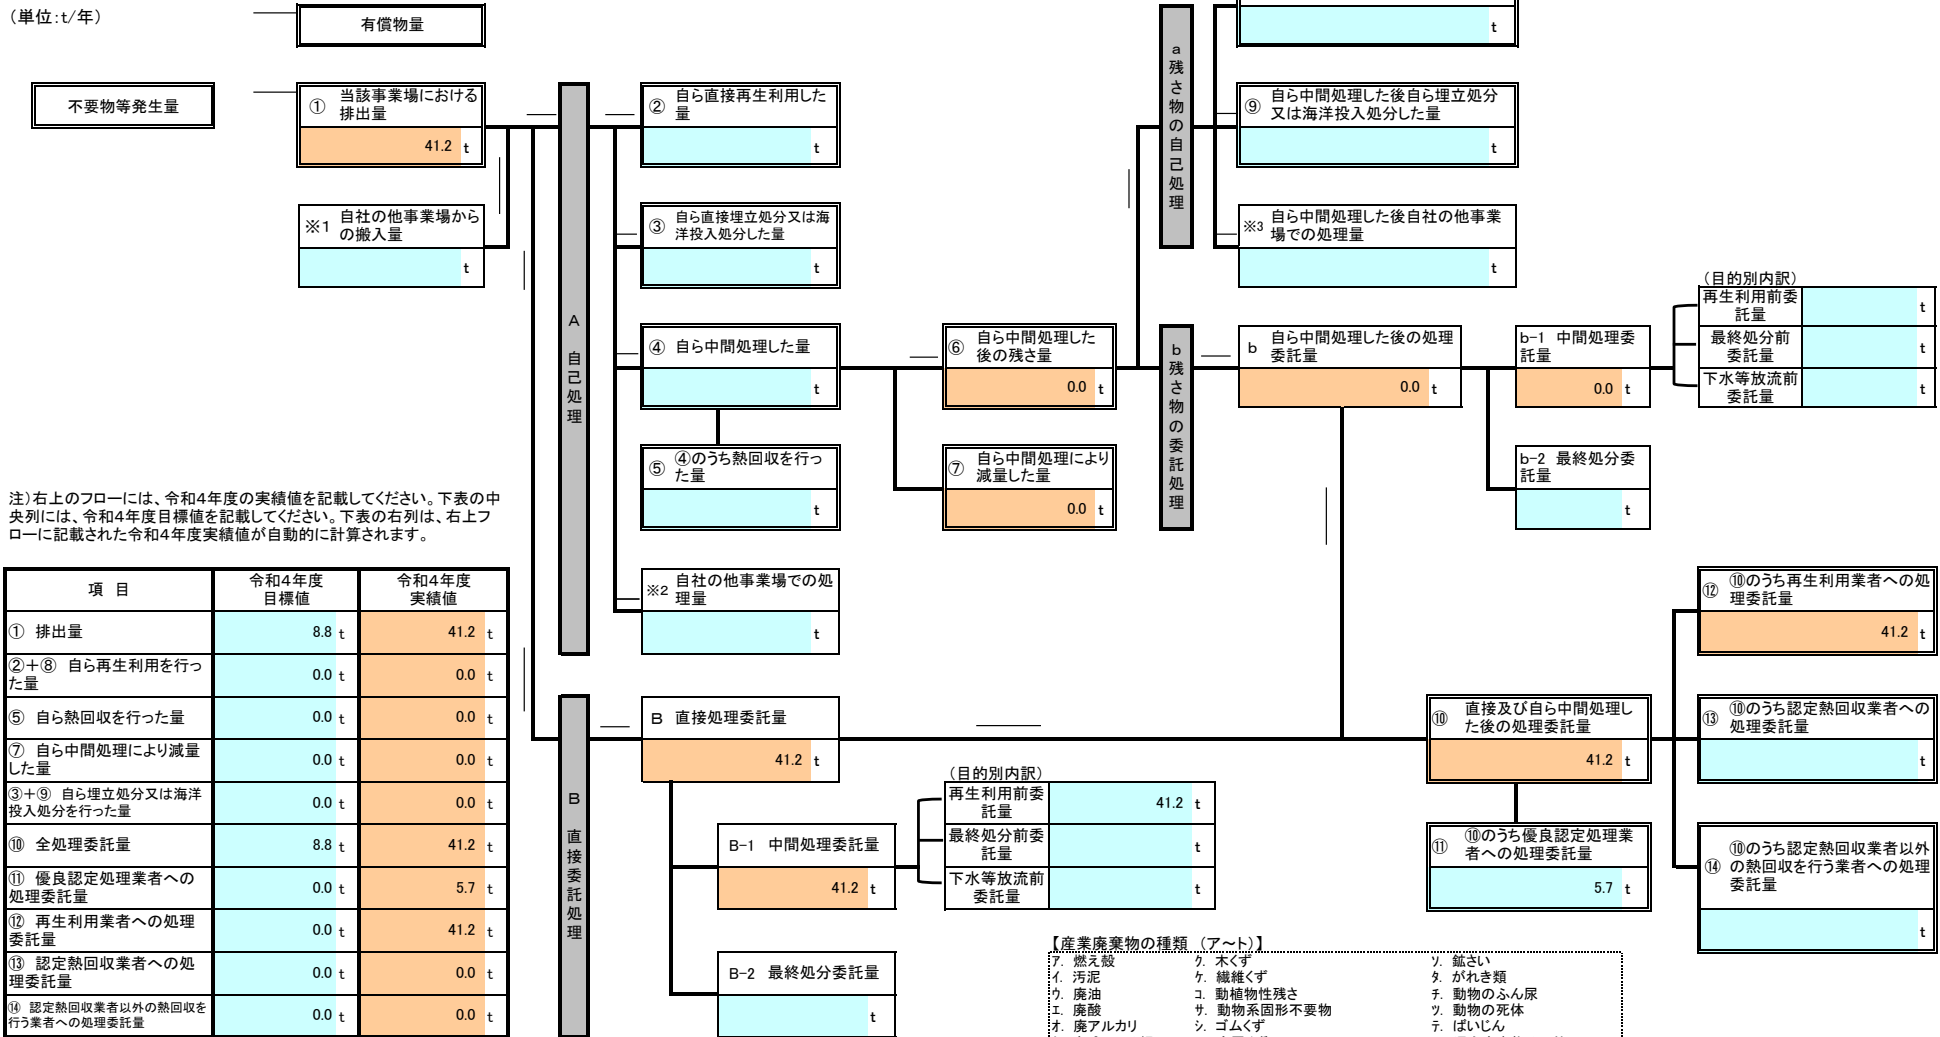 （単位：t／年）
有償物量
t
不要物等発生量
① 当該事業場における
排出量
41.2 t
※1 自社の他事業場から
の搬入量
t
A 自己処理
② 自ら直接再生利用した
量
t
③ 自ら直接埋立処分又は海
洋投入処分した量
t
④ 自ら中間処理した量
t
⑤ ④のうち熱回収を行っ
た量
t
※2 自社の他事業場での処
理量
t
⑥ 自ら中間処理した
後の残さ量
0.0 t
⑦ 自ら中間処理により
減量した量
0.0 t
a 残さ物の自己処理
⑨ 自ら中間処理した後自ら埋立処分
又は海洋投入処分した量
t
※3 自ら中間処理した後自社の他事業
場での処理量
t
b 残さ物の委託処理
b 自ら中間処理した後の処理
委託量
0.0 t
b-1 中間処理委
託量
0.0 t
b-2 最終処分委
託量
t
（目的別内訳）
再生利用前委
託量
t
最終処分前
委託量
t
下水等放流前
委託量
t
注）右上のフローには、令和４年度の実績値を記載してください。下表の中
央列には、令和４年度目標値を記載してください。下表の右列は、右上フ
ローに記載された令和４年度実績値が自動的に計算されます。
項 目 令和４年度 目標値 令和４年度 実績値
① 排出量 8.8 t 41.2 t
②＋⑧ 自ら再生利用を行っ
た量 0.0 t 0.0 t
⑤ 自ら熱回収を行った量 0.0 t 0.0 t
⑦ 自ら中間処理により減量
した量 0.0 t 0.0 t
③＋⑨ 自ら埋立処分又は海洋
投入処分を行った量 0.0 t 0.0 t
⑩ 全処理委託量 8.8 t 41.2 t
⑪ 優良認定処理業者への
処理委託量 0.0 t 5.7 t
⑫ 再生利用業者への処理
委託量 0.0 t 41.2 t
⑬ 認定熱回収業者への処
理委託量 0.0 t 0.0 t
⑭ 認定熱回収業者以外の熱回収を
行う業者への処理委託量 0.0 t 0.0 t
B 直接委託処理
B 直接処理委託量
41.2 t
B-1 中間処理委託量
41.2 t
B-2 最終処分委託量
t
（目的別内訳）
再生利用前委
託量
41.2 t
最終処分前委
託量
t
下水等放流前
委託量
t
⑩ 直接及び自ら中間処理し
た後の処理委託量
41.2 t
⑪ ⑩のうち優良認定処理業
者への処理委託量
5.7 t
⑫ ⑩のうち再生利用業者への処
理委託量
41.2 t
⑬ ⑩のうち認定熱回収業者への
処理委託量
t
⑭ ⑩のうち認定熱回収業者以外
の熱回収を行う業者への処理
委託量
t
【産業廃棄物の種類 （ア～ト）】
ア. 燃え殻 ク. 木くず ソ. 鉱さい
イ. 汚泥 ケ. 繊維くず タ. がれき類
ウ. 廃油 コ. 動植物性残さ チ. 動物のふん尿
エ. 廃酸 サ. 動物系固形不要物 ツ. 動物の死体
オ. 廃アルカリ シ. ゴムくず テ. ばいじん